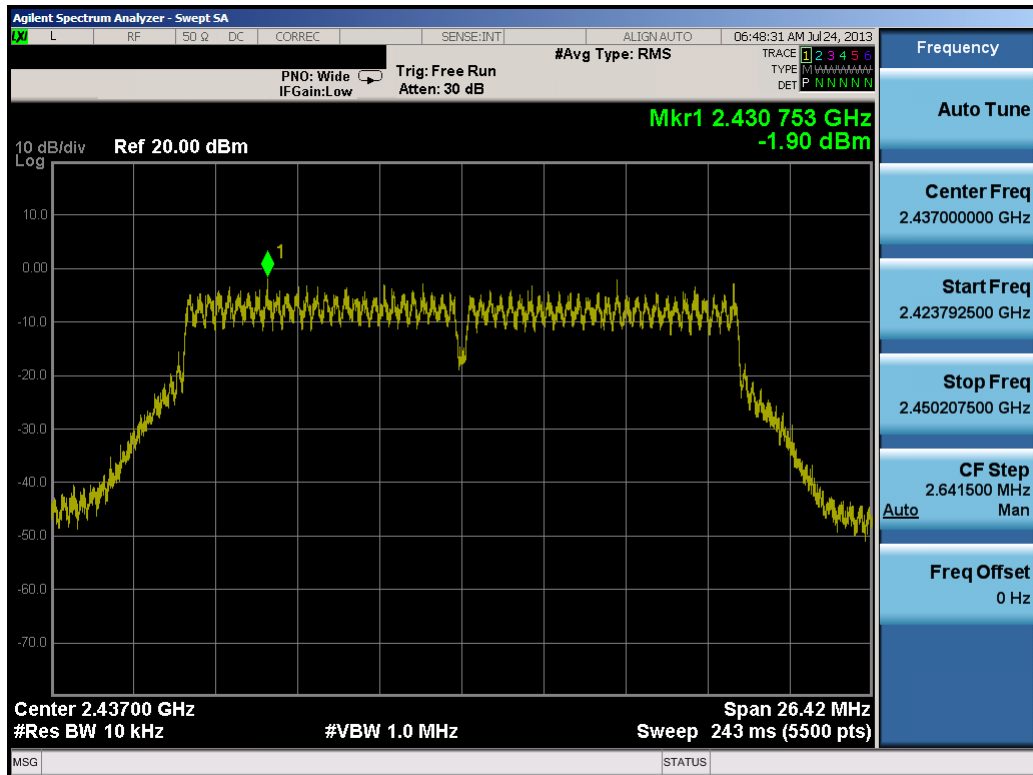 Agilent Spectrum Analyzer - Swept SA
LXI L RF 50 Ω DC CORREC SENSE:INT ALIGN AUTO 06:48:31 AM Jul 24, 2013
Frequency
PNO: Wide Trig: Free Run #Avg Type: RMS TRACE 1 2 3 4 5 6
IFGain:Low Atten: 30 dB TYPE M WWWWW
DET P N N N N N
Auto Tune
Mkr1 2.430 753 GHz
-1.90 dBm
10 dB/div Ref 20.00 dBm
Log
Center Freq
2.437000000 GHz
10.0
1
0.00
Start Freq
2.423792500 GHz
-10.0
-20.0
Stop Freq
2.450207500 GHz
-30.0
CF Step
2.641500 MHz
Auto Man
-40.0
-50.0
Freq Offset
0 Hz
-60.0
-70.0
Center 2.43700 GHz Span 26.42 MHz
#Res BW 10 kHz #VBW 1.0 MHz Sweep 243 ms (5500 pts)
MSG STATUS